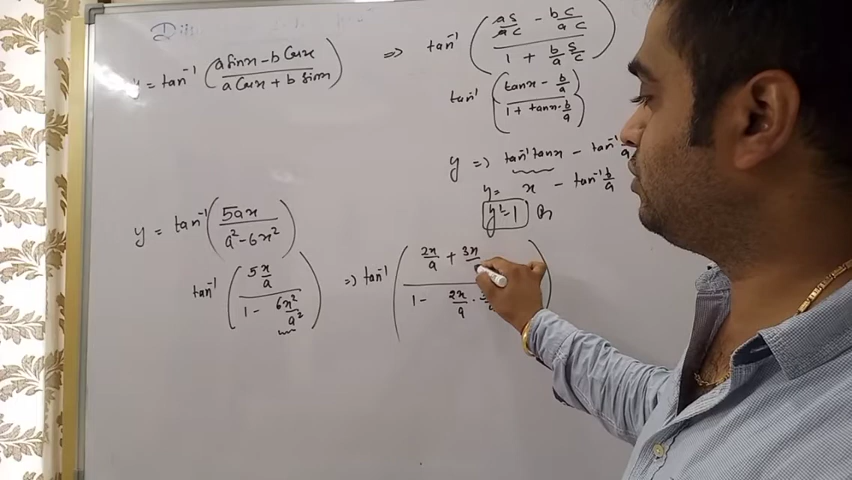 y = tan⁻¹ (a sinx - b Cosx / a Cosx + b sinx) ⇒ tan⁻¹ (as/ac - bc/ac / 1 + b/a s/c)
tan⁻¹ (tanx - b/a / 1 + tanx · b/a)
y ⇒ tan⁻¹ tanx - tan⁻¹
y = x - tan⁻¹ b/a
y' = 1
y = tan⁻¹ (5ax / a² - 6x²)
tan⁻¹ (5x/a / 1 - 6x²/a²) ⇒ tan⁻¹ (2x/a + 3x / 1 - 2x/a ·